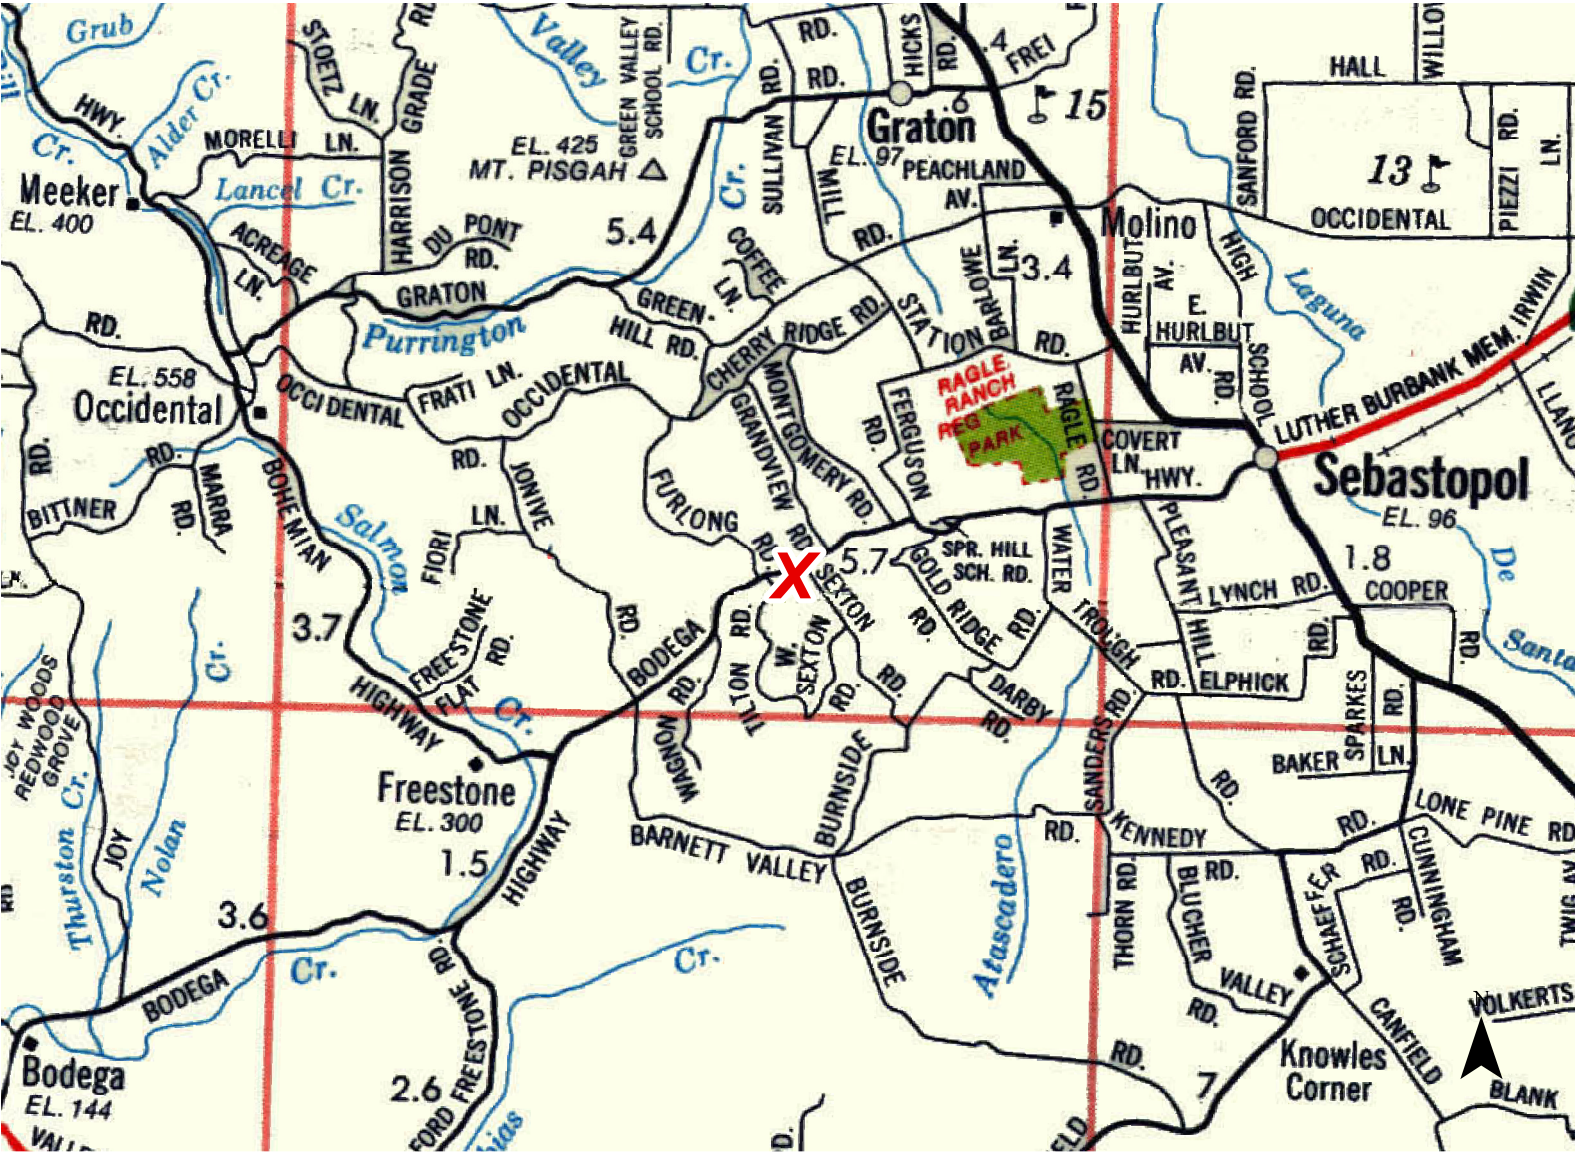 Grub
Cr.
HWY.
Alder Cr.
MORELLI LN.
Lancel Cr.
Meeker
EL. 400
STOETZ LN.
HARRISON GRADE
RD.
ACREAGE LN.
DU PONT RD.
Valley
Cr.
GREEN VALLEY
SCHOOL RD.
EL. 425
MT. PISGAH
5.4
Cr.
SULLIVAN RD.
RD.
RD.
HICKS
RD.
.4
FREI
.6
15
Graton
EL. 97
PEACHLAND
AV.
MILL
RD.
COFFEE
LN.
BARLOWE
LN.
3.4
Molino
HURLBUT
AV.
E.
HURLBUT
AV.
RD.
HIGH
SCHOOL
SANFORD RD.
HALL
13
OCCIDENTAL
PIEZZI RD.
LN.
Laguna
LUTHER BURBANK MEM.
IRWIN
LLANO
GRATON
Purrington
GREEN
HILL RD.
CHERRY RIDGE RD.
STATION
RD.
RD.
EL. 558
Occidental
OCCIDENTAL
FRATI LN.
OCCIDENTAL
RD.
MONTGOMERY RD.
GRANDVIEW
RD.
FERGUSON
RD.
RAGLE
RANCH
REG
PARK
RAGLE
RD.
COVERT
LN.
HWY.
Sebastopol
EL. 96
RD.
RD.
BITTNER
MARRA
RD.
BOHEMIAN
Salmon
JONIVE
LN.
FIORI
FURLONG
RD.
X
5.7
SPR. HILL
SCH. RD.
GOLD RIDGE
RD.
RD.
WATER
TROUGH
PLEASANT HILL
LYNCH RD.
1.8
COOPER
De
Santa
RD.
RD.
ELPHICK
RD.
SEXTON
RD.
W.
SEXTON
RD.
3.7
FREESTONE
FLAT
RD.
RD.
BODEGA
TILTON
RD.
WAGNON
RD.
DARBY
RD.
SANDERS
RD.
SPARKES
RD.
BAKER
LN.
Cr.
JOY WOODS
REDWOOD
GROVE
HIGHWAY
Cr.
Freestone
EL. 300
BARNETT VALLEY
BURNSIDE
RD.
KENNEDY
RD.
RD.
LONE PINE RD
Thurston Cr.
JOY
Nolan
1.5
HIGHWAY
BURNSIDE
Atascadero
THORN RD.
BLUCHER
RD.
VALLEY
SCHAEFFER
RD.
CUNNINGHAM
RD.
TWIG AV
3.6
BODEGA
Cr.
RD.
Cr.
N
VOLKERTS
CANFIELD
Bodega
EL. 144
2.6
FREESTONE
RD.
7
Knowles
Corner
BLANK